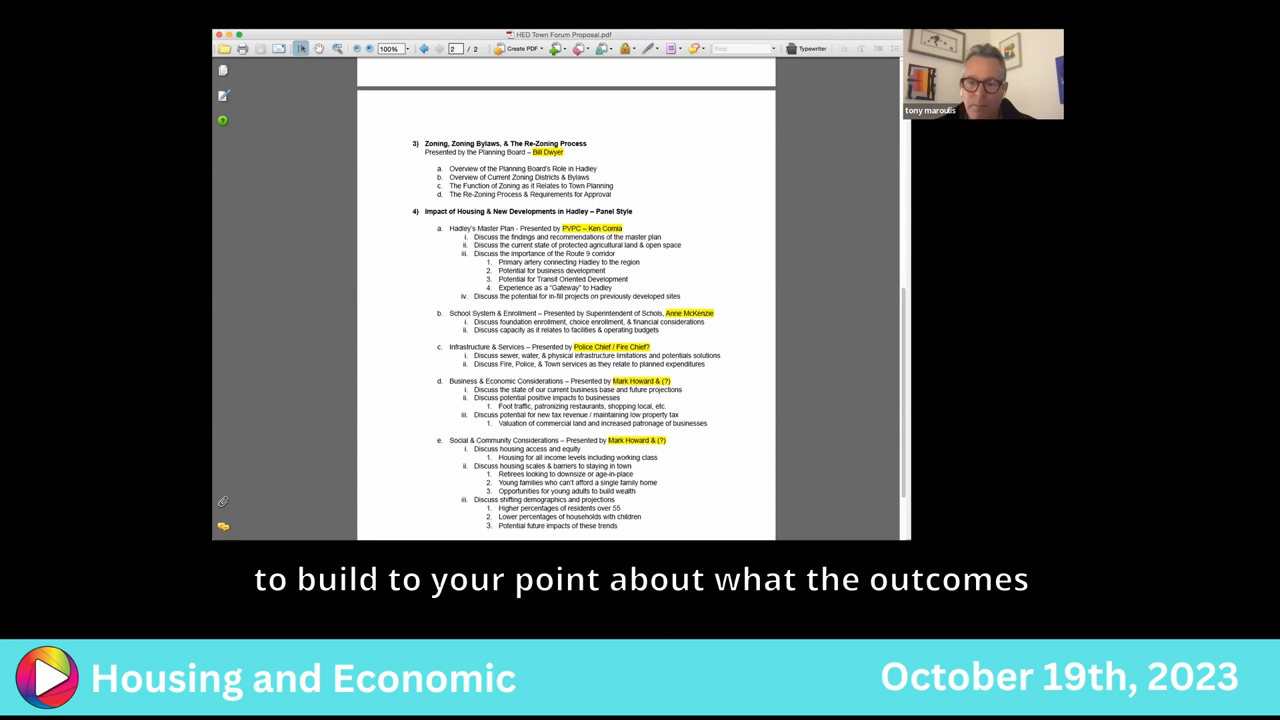 HED Town Forum Proposal.pdf
100%
2 / 2
Create PDF
Find
Typewriter
tony maroulis
3) Zoning, Zoning Bylaws, & The Re-Zoning Process
Presented by the Planning Board – Bill Dwyer
a. Overview of the Planning Board's Role in Hadley
b. Overview of Current Zoning Districts & Bylaws
c. The Function of Zoning as it Relates to Town Planning
d. The Re-Zoning Process & Requirements for Approval
4) Impact of Housing & New Developments in Hadley – Panel Style
a. Hadley's Master Plan - Presented by PVPC – Ken Comia
i. Discuss the findings and recommendations of the master plan
ii. Discuss the current state of protected agricultural land & open space
iii. Discuss the importance of the Route 9 corridor
1. Primary artery connecting Hadley to the region
2. Potential for business development
3. Potential for Transit Oriented Development
4. Experience as a "Gateway" to Hadley
iv. Discuss the potential for in-fill projects on previously developed sites
b. School System & Enrollment – Presented by Superintendent of Schols, Anne McKenzie
i. Discuss foundation enrollment, choice enrollment, & financial considerations
ii. Discuss capacity as it relates to facilities & operating budgets
c. Infrastructure & Services – Presented by Police Chief / Fire Chief?
i. Discuss sewer, water, & physical infrastructure limitations and potentials solutions
ii. Discuss Fire, Police, & Town services as they relate to planned expenditures
d. Business & Economic Considerations – Presented by Mark Howard & (?)
i. Discuss the state of our current business base and future projections
ii. Discuss potential positive impacts to businesses
1. Foot traffic, patronizing restaurants, shopping local, etc.
iii. Discuss potential for new tax revenue / maintaining low property tax
1. Valuation of commercial land and increased patronage of businesses
e. Social & Community Considerations – Presented by Mark Howard & (?)
i. Discuss housing access and equity
1. Housing for all income levels including working class
ii. Discuss housing scales & barriers to staying in town
1. Retirees looking to downsize or age-in-place
2. Young families who can't afford a single family home
3. Opportunities for young adults to build wealth
iii. Discuss shifting demographics and projections
1. Higher percentages of residents over 55
2. Lower percentages of households with children
3. Potential future impacts of these trends
to build to your point about what the outcomes
Housing and Economic
October 19th, 2023